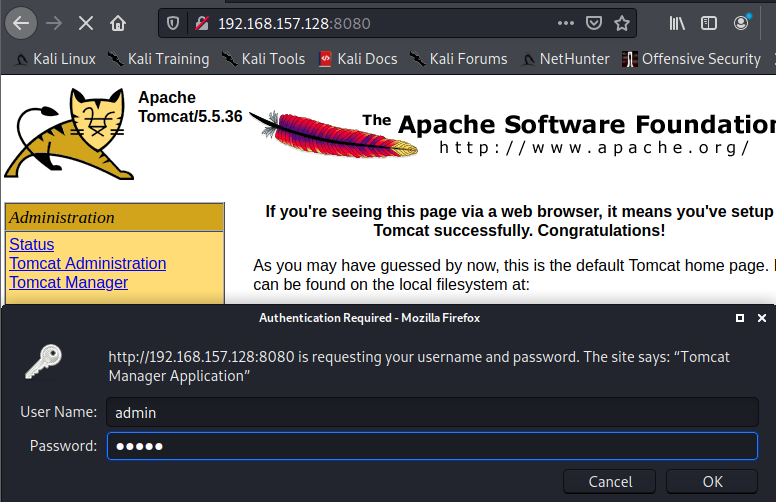 192.168.157.128:8080
Kali Linux Kali Training Kali Tools Kali Docs Kali Forums NetHunter Offensive Security
Apache
Tomcat/5.5.36
The Apache Software Foundation
http://www.apache.org/
Administration
Status
Tomcat Administration
Tomcat Manager
If you're seeing this page via a web browser, it means you've setup
Tomcat successfully. Congratulations!
As you may have guessed by now, this is the default Tomcat home page. I
can be found on the local filesystem at:
Authentication Required - Mozilla Firefox
http://192.168.157.128:8080 is requesting your username and password. The site says: “Tomcat
Manager Application”
User Name: admin
Password: ●●●●●
Cancel OK